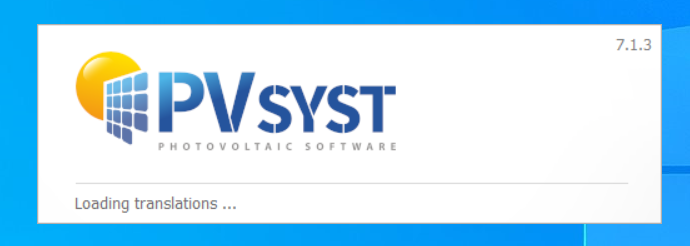 7.1.3
PVSYST
PHOTOVOLTAIC SOFTWARE
Loading translations ...